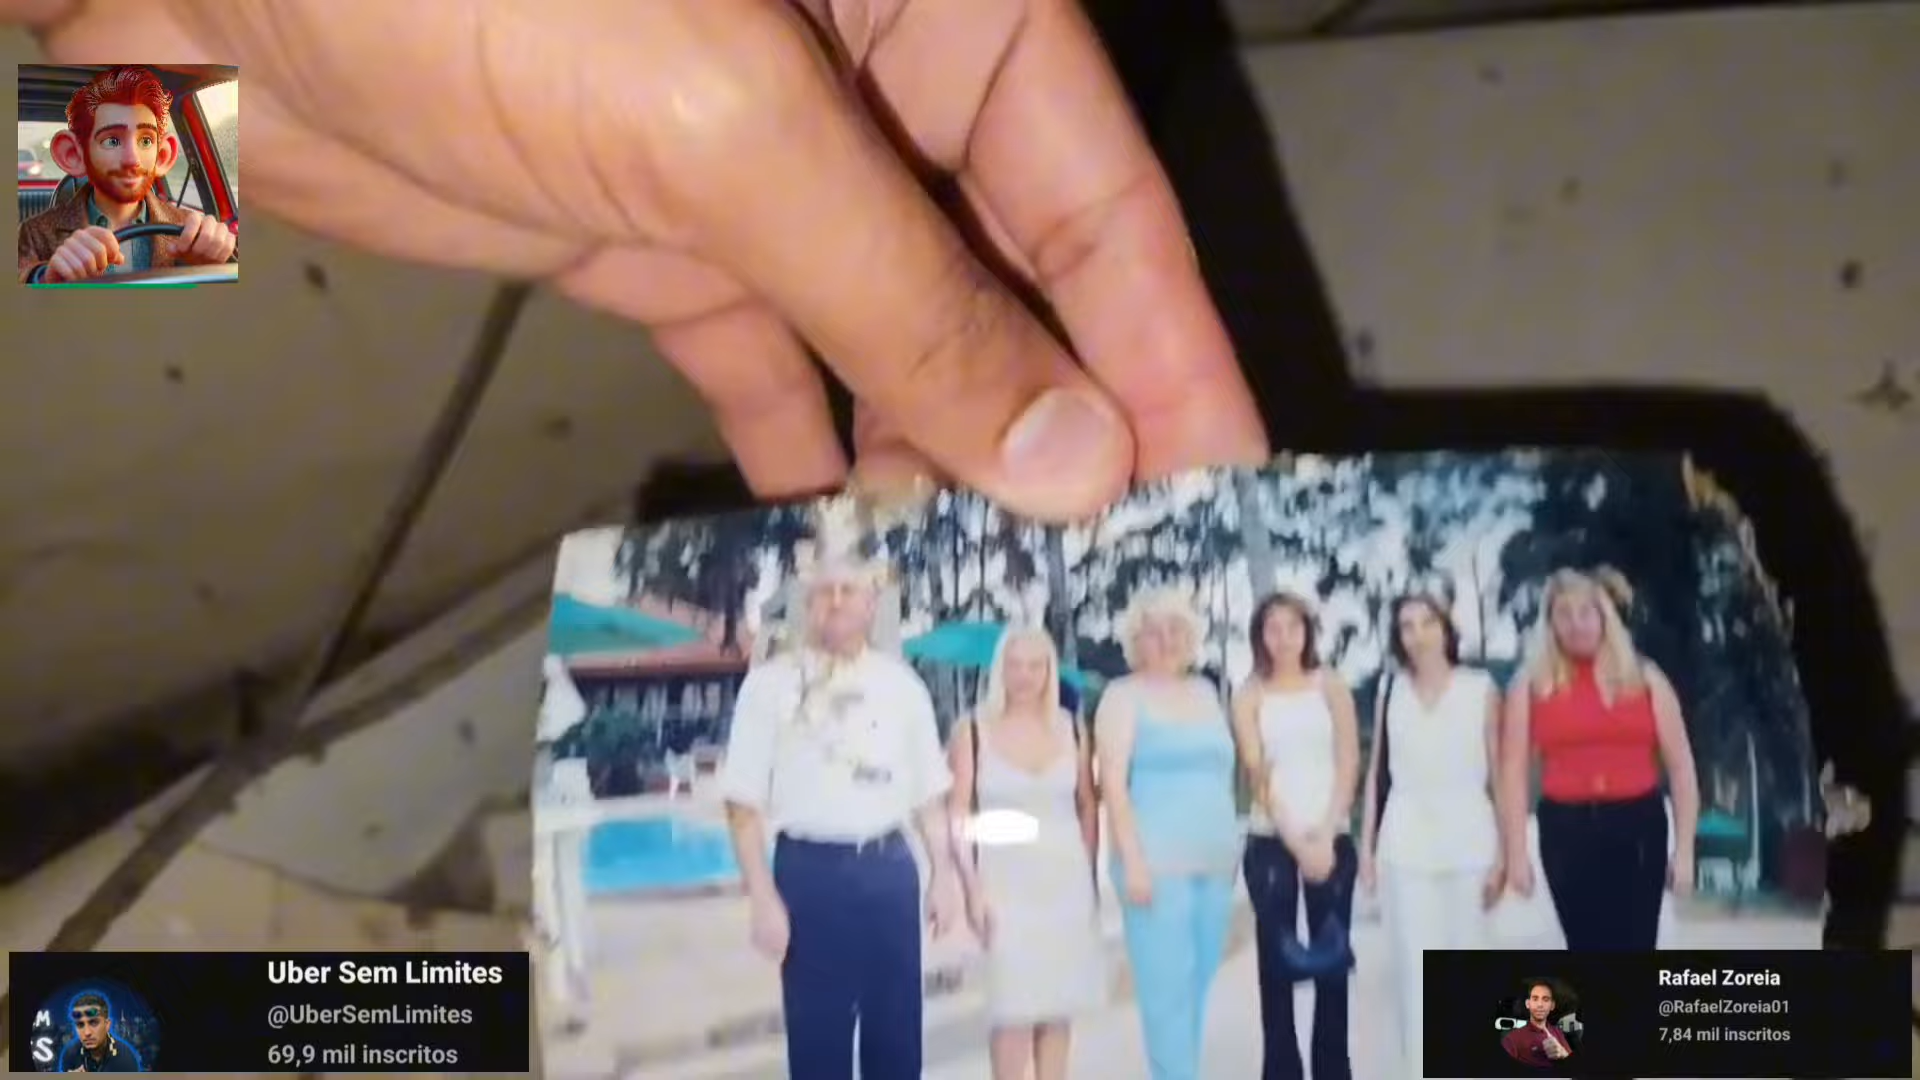 Uber Sem Limites
@UberSemLimites
69,9 mil inscritos
Rafael Zoreia
@RafaelZoreia01
7,84 mil inscritos